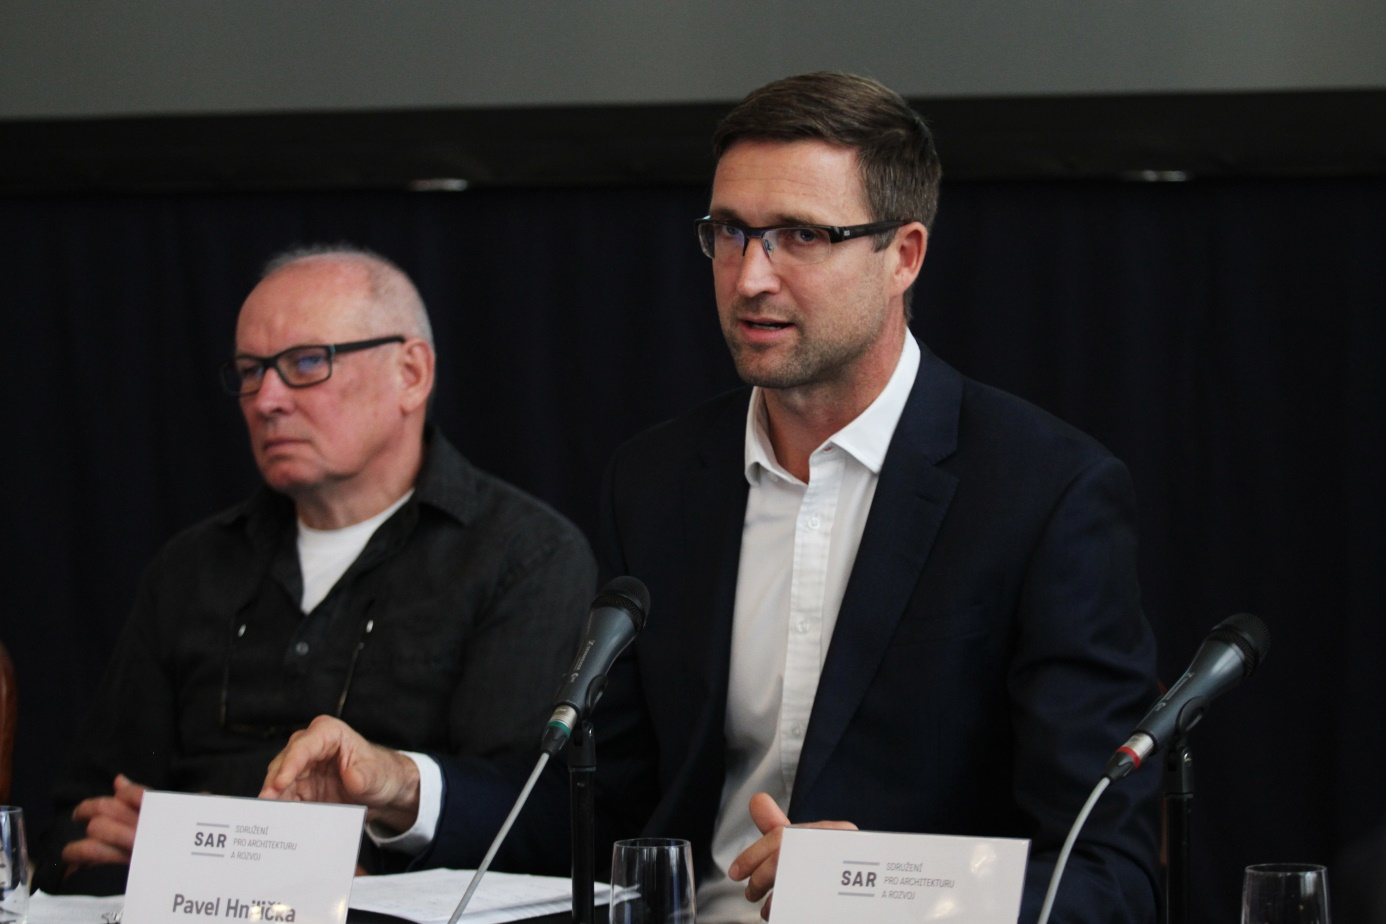 SAR
SDRUŽENÍ
PRO ARCHITEKTURU
A ROZVOJ
Pavel Hnilička
SAR
SDRUŽENÍ
PRO ARCHITEKTURU
A ROZVOJ